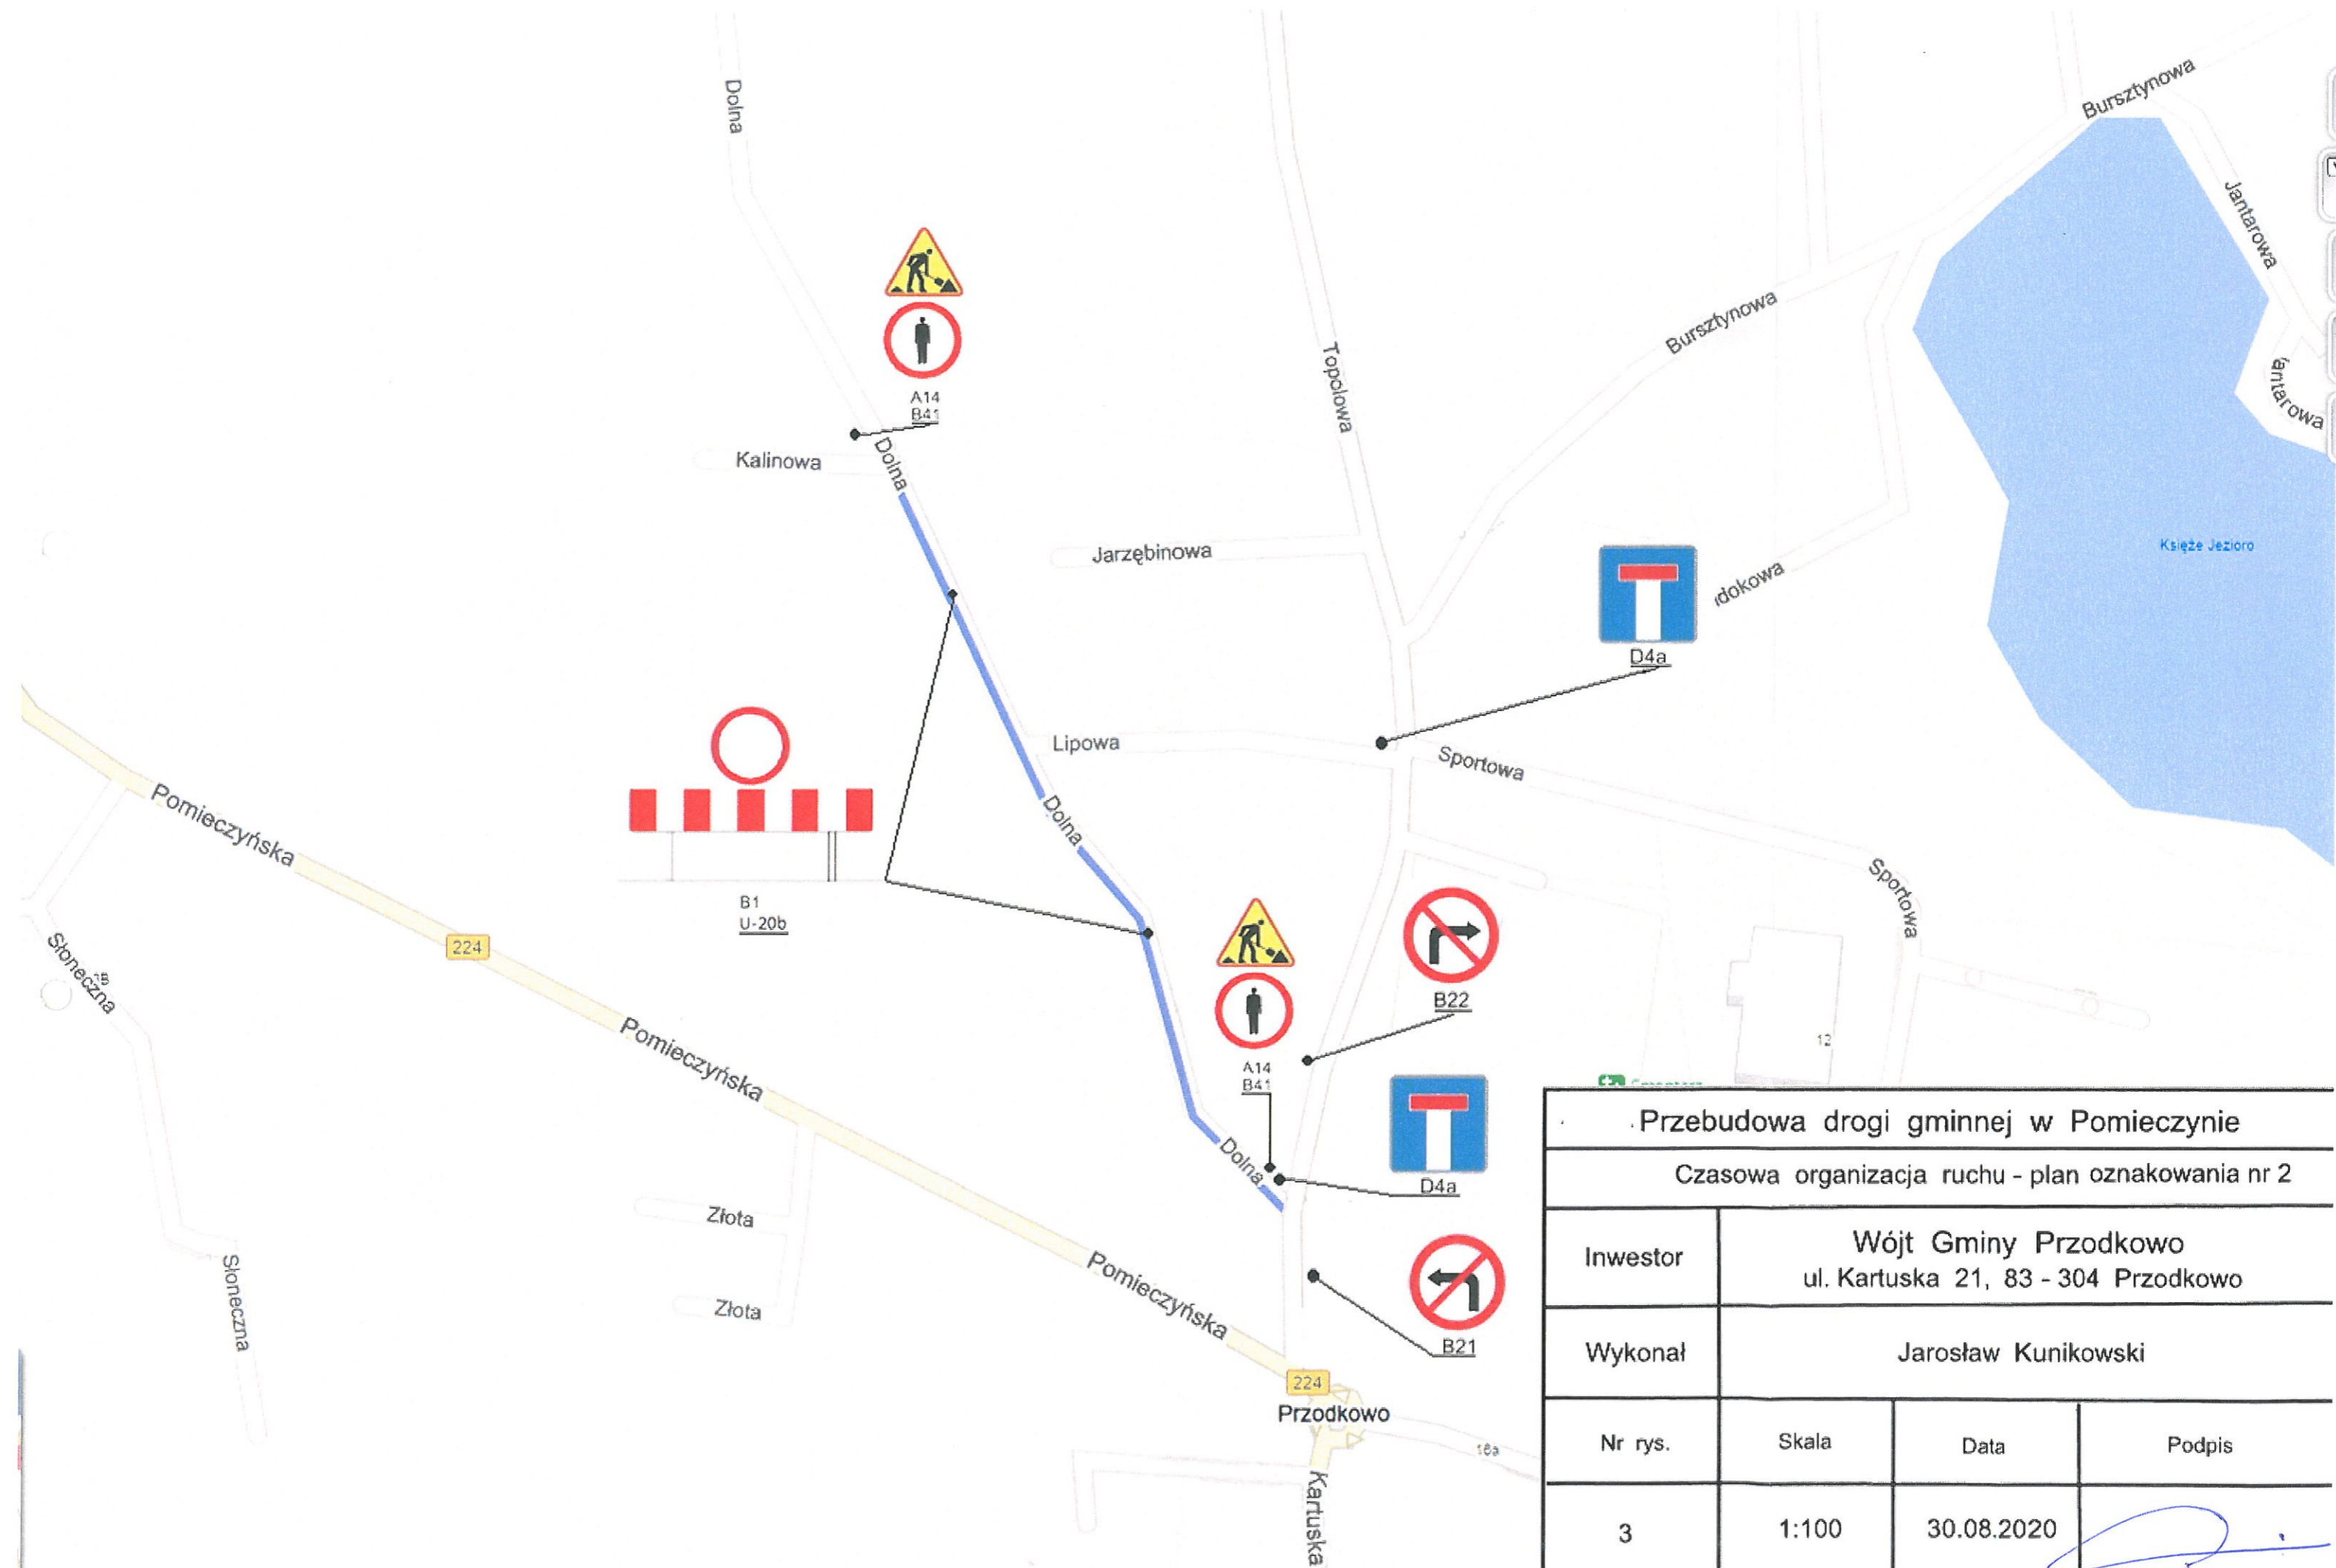 Dolna
Bursztynowa
Jantarowa
Topolowa
Bursztynowa
antarowa
A14
B41
Dolna
Kalinowa
Jarzębinowa
Księże Jezioro
dokowa
D4a
Lipowa
Sportowa
Pomieczyńska
Dolna
Sportowa
B1
U-20b
224
Słoneczna
B22
Pomieczyńska
12
A14
B41
Dolna
D4a
Złota
Złota
Słoneczna
Pomieczyńska
B21
224
Przodkowo
16a
Kartuska
Przebudowa drogi gminnej w Pomieczynie
Czasowa organizacja ruchu - plan oznakowania nr 2
Inwestor
Wójt Gminy Przodkowo
ul. Kartuska 21, 83 - 304 Przodkowo
Wykonał
Jarosław Kunikowski
Nr rys.
Skala
Data
Podpis
3
1:100
30.08.2020